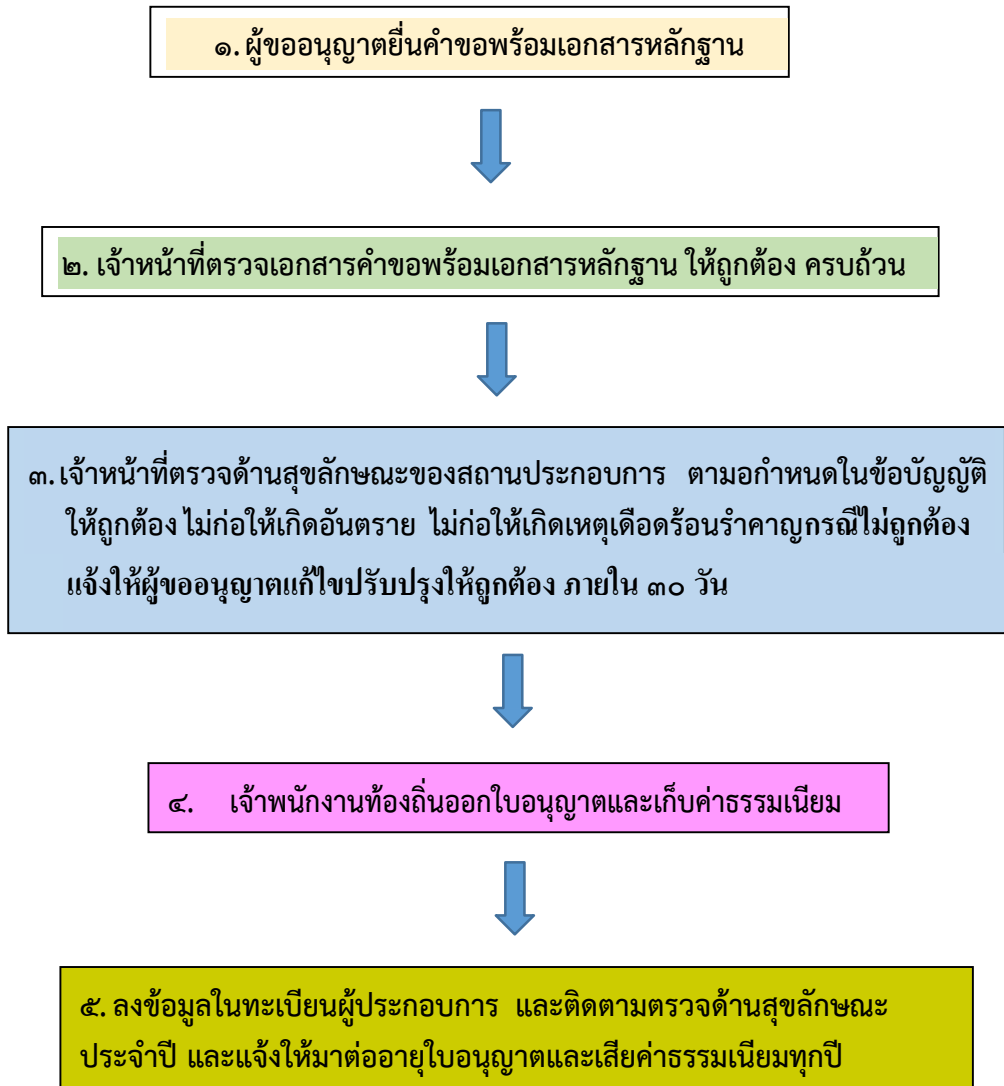 ๑. ผู้ขออนุญาตยื่นคำขอพร้อมเอกสารหลักฐาน
๒. เจ้าหน้าที่ตรวจเอกสารคำขอพร้อมเอกสารหลักฐาน ให้ถูกต้อง ครบถ้วน
๓. เจ้าหน้าที่ตรวจด้านสุขลักษณะของสถานประกอบการ ตามอกำหนดในข้อบัญญัติ
ให้ถูกต้อง ไม่ก่อให้เกิดอันตราย ไม่ก่อให้เกิดเหตุเดือดร้อนรำคาญกรณีไม่ถูกต้อง
แจ้งให้ผู้ขออนุญาตแก้ไขปรับปรุงให้ถูกต้อง ภายใน ๓๐ วัน
๔. เจ้าพนักงานท้องถิ่นออกใบอนุญาตและเก็บค่าธรรมเนียม
๕. ลงข้อมูลในทะเบียนผู้ประกอบการ และติดตามตรวจด้านสุขลักษณะ
ประจำปี และแจ้งให้มาต่ออายุใบอนุญาตและเสียค่าธรรมเนียมทุกปี